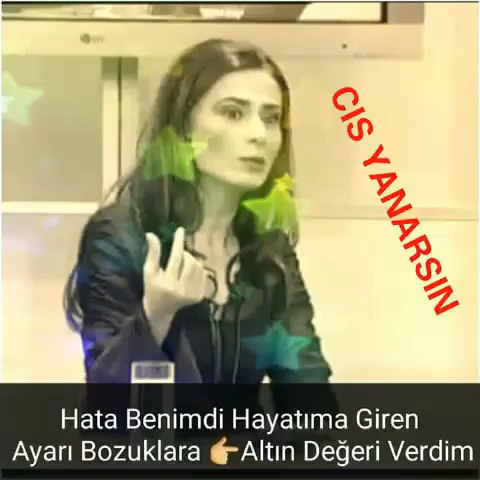 CIS YANARSIN
Hata Benimdi Hayatıma Giren
Ayarı Bozuklara 👉Altın Değeri Verdim